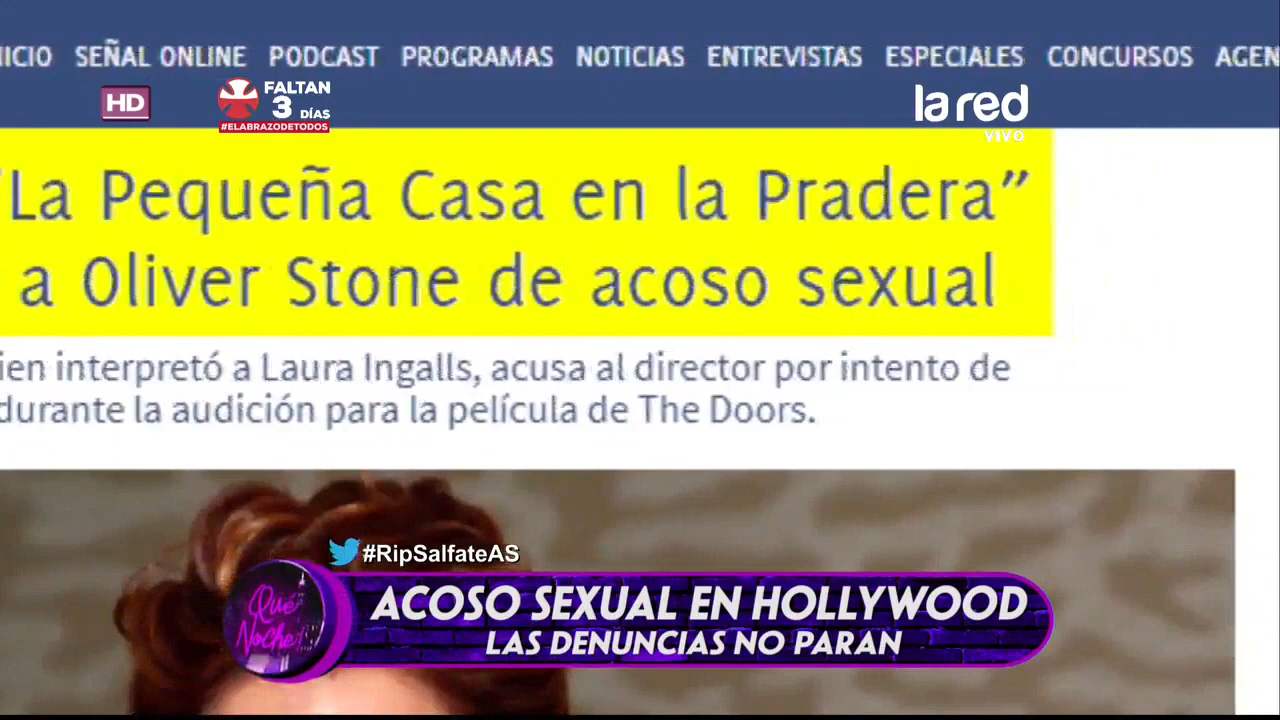 ICIO SEÑAL ONLINE PODCAST PROGRAMAS NOTICIAS ENTREVISTAS ESPECIALES CONCURSOS AGEN
HD
FALTAN
3 DÍAS
#ELABRAZODETODOS
la red
VIVO
"La Pequeña Casa en la Pradera"
a Oliver Stone de acoso sexual
ien interpretó a Laura Ingalls, acusa al director por intento de
durante la audición para la película de The Doors.
#RipSalfateAS
Qué
Noche!
ACOSO SEXUAL EN HOLLYWOOD
LAS DENUNCIAS NO PARAN